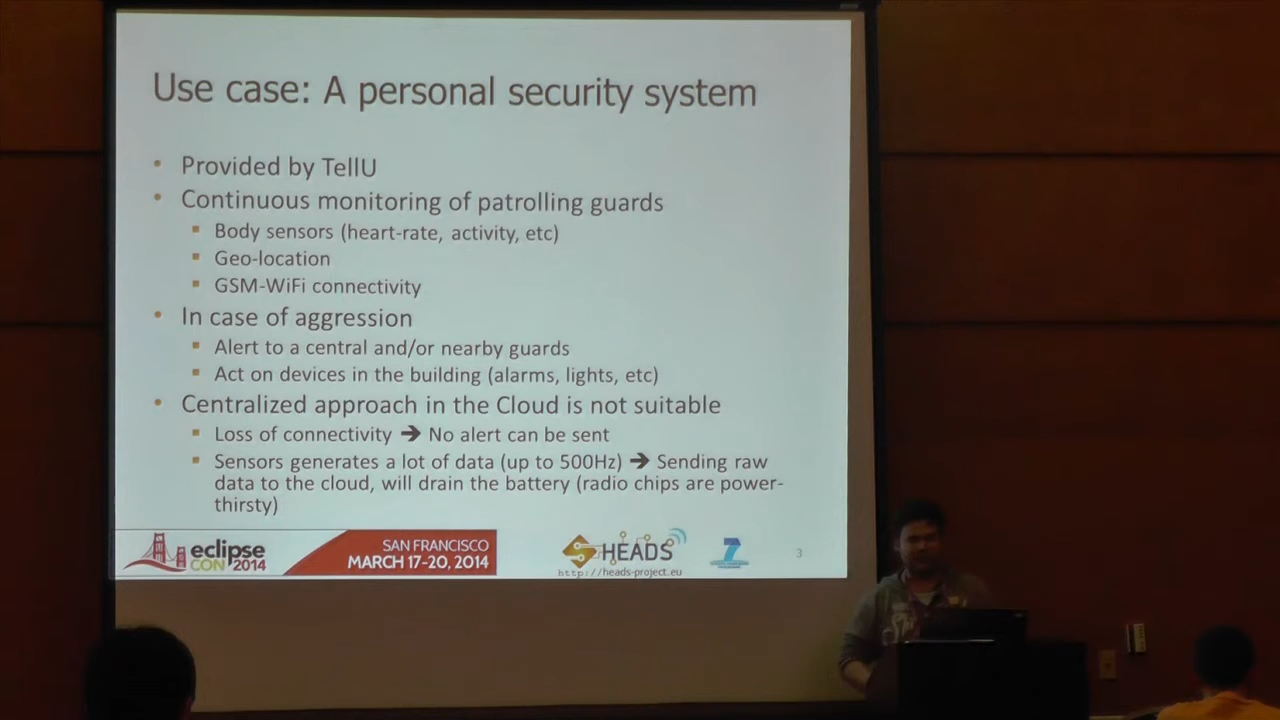 Use case: A personal security system
• Provided by TellU
• Continuous monitoring of patrolling guards
▪ Body sensors (heart-rate, activity, etc)
▪ Geo-location
▪ GSM-WiFi connectivity
• In case of aggression
▪ Alert to a central and/or nearby guards
▪ Act on devices in the building (alarms, lights, etc)
• Centralized approach in the Cloud is not suitable
▪ Loss of connectivity ➔ No alert can be sent
▪ Sensors generates a lot of data (up to 500Hz) ➔ Sending raw
data to the cloud, will drain the battery (radio chips are power-
thirsty)
eclipse
CON 2014
SAN FRANCISCO
MARCH 17-20, 2014
HEADS
http://heads-project.eu
7
3